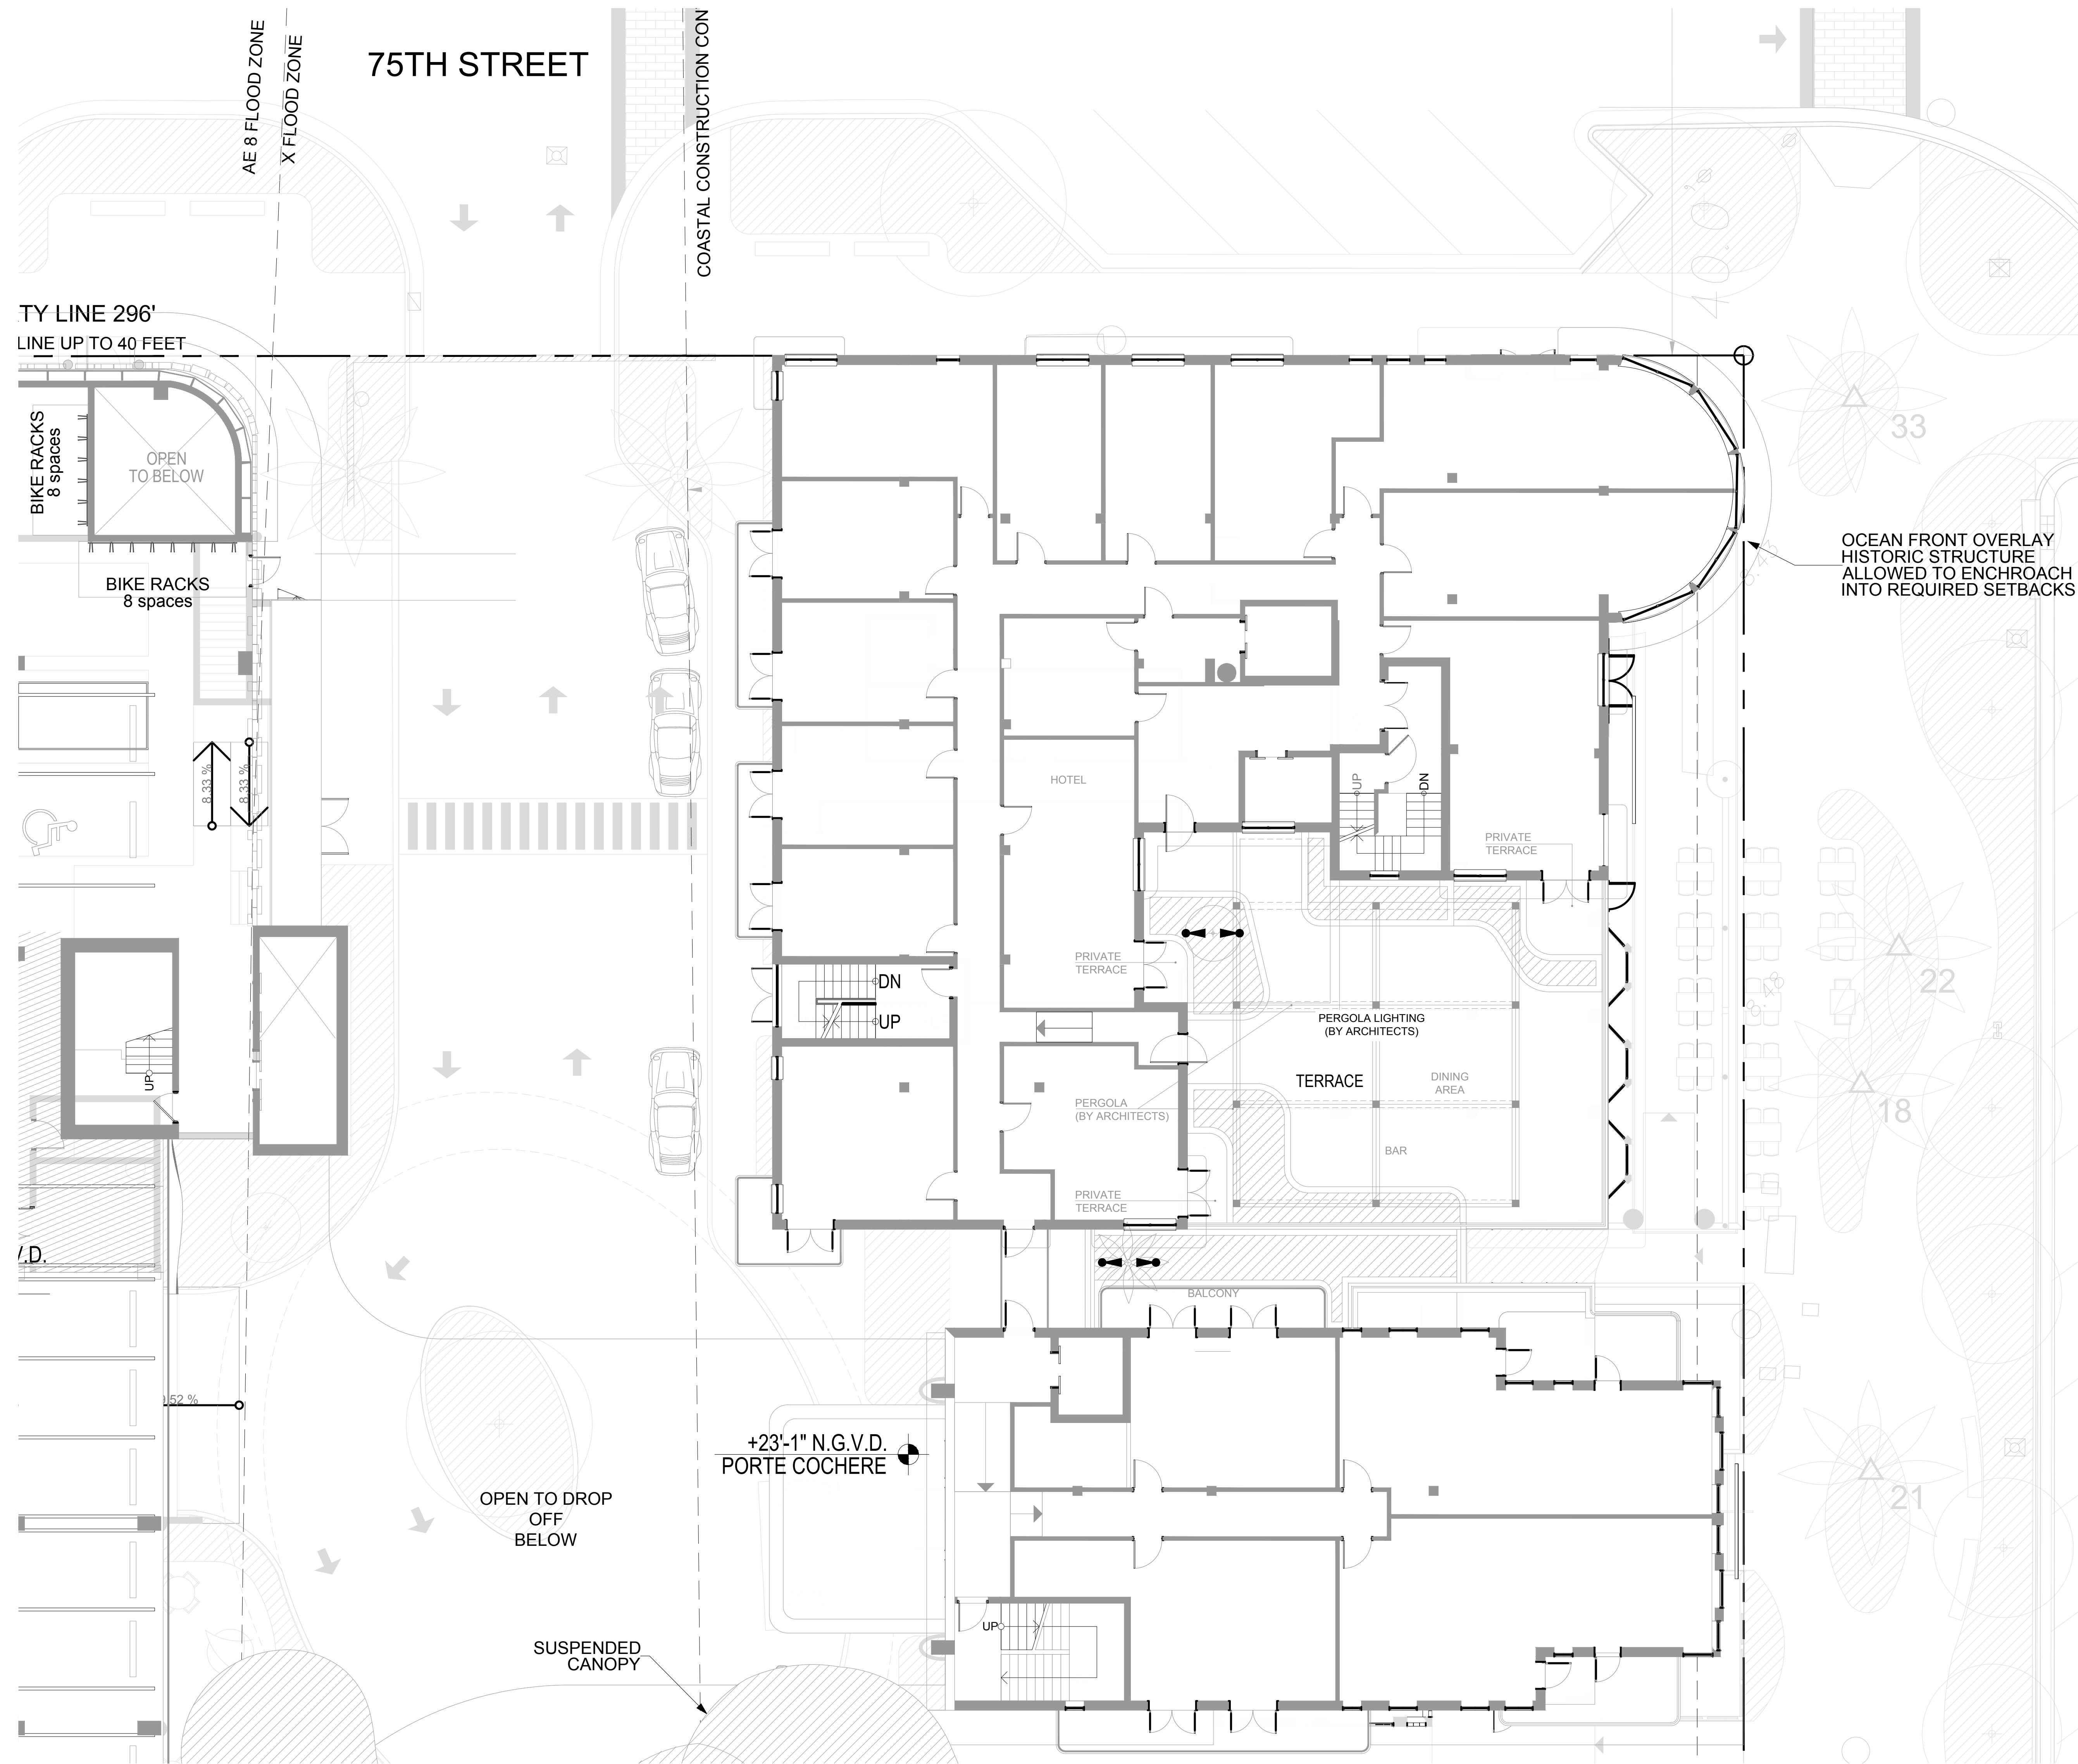 75TH STREET
AE 8 FLOOD ZONE
X FLOOD ZONE
COASTAL CONSTRUCTION CON
TY LINE 296'
LINE UP TO 40 FEET
BIKE RACKS
8 spaces
OPEN
TO BELOW
BIKE RACKS
8 spaces
33
OCEAN FRONT OVERLAY
HISTORIC STRUCTURE
ALLOWED TO ENCHROACH
INTO REQUIRED SETBACKS
8.33 %
8.33 %
HOTEL
UP
DN
PRIVATE
TERRACE
PRIVATE
TERRACE
DN
UP
22
PERGOLA LIGHTING
(BY ARCHITECTS)
TERRACE
DINING
AREA
UP
PERGOLA
(BY ARCHITECTS)
18
BAR
PRIVATE
TERRACE
V.D.
BALCONY
9.52 %
+23'-1" N.G.V.D.
PORTE COCHERE
OPEN TO DROP
OFF
BELOW
21
UP
SUSPENDED
CANOPY